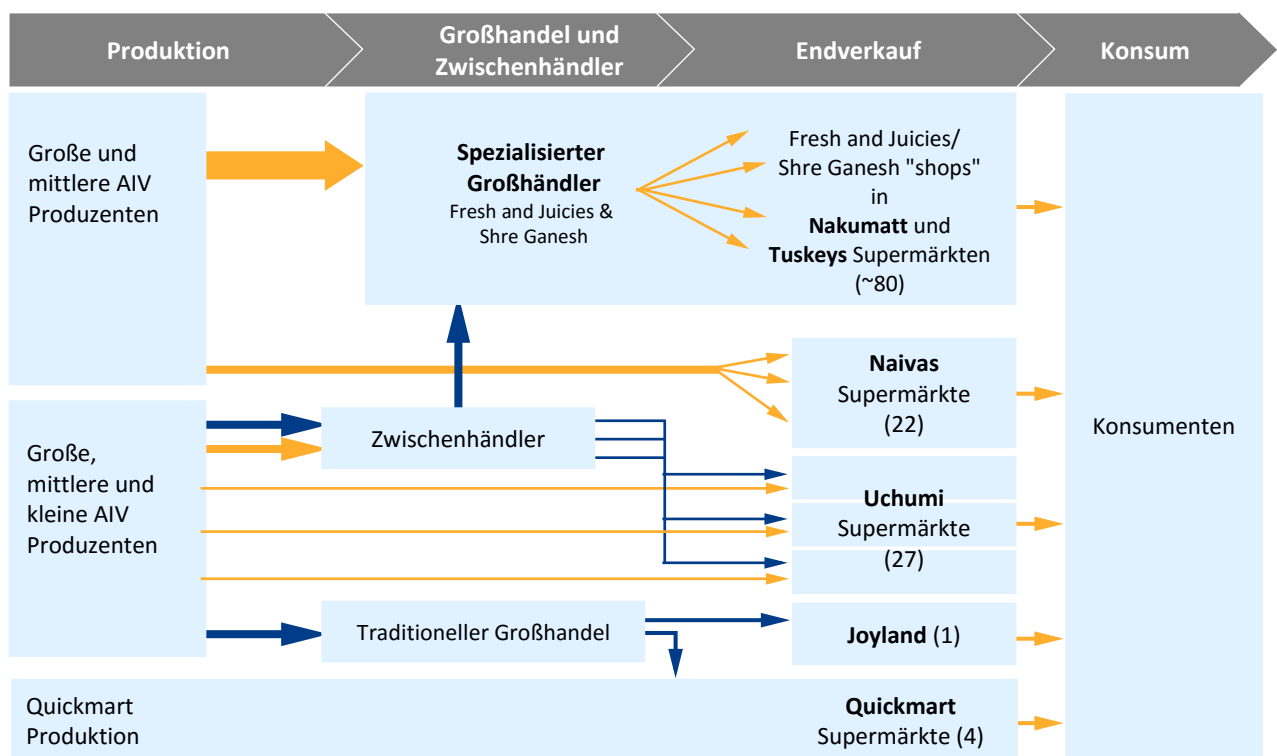 Produktion
Großhandel und
Zwischenhändler
Endverkauf
Konsum
Große und
mittlere AIV
Produzenten
Spezialisierter
Großhändler
Fresh and Juicies &
Shre Ganesh
Fresh and Juicies/
Shre Ganesh "shops"
in
Nakumatt und
Tuskeys Supermärkten
(~80)
Naivas
Supermärkte
(22)
Große,
mittlere und
kleine AIV
Produzenten
Zwischenhändler
Uchumi
Supermärkte
(27)
Konsumenten
Traditioneller Großhandel
Joyland (1)
Quickmart
Produktion
Quickmart
Supermärkte (4)